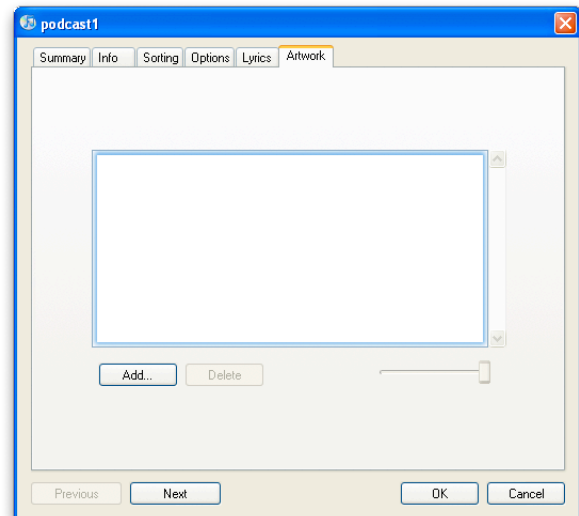 podcast1
Summary Info Sorting Options Lyrics Artwork
Add... Delete
Previous Next OK Cancel